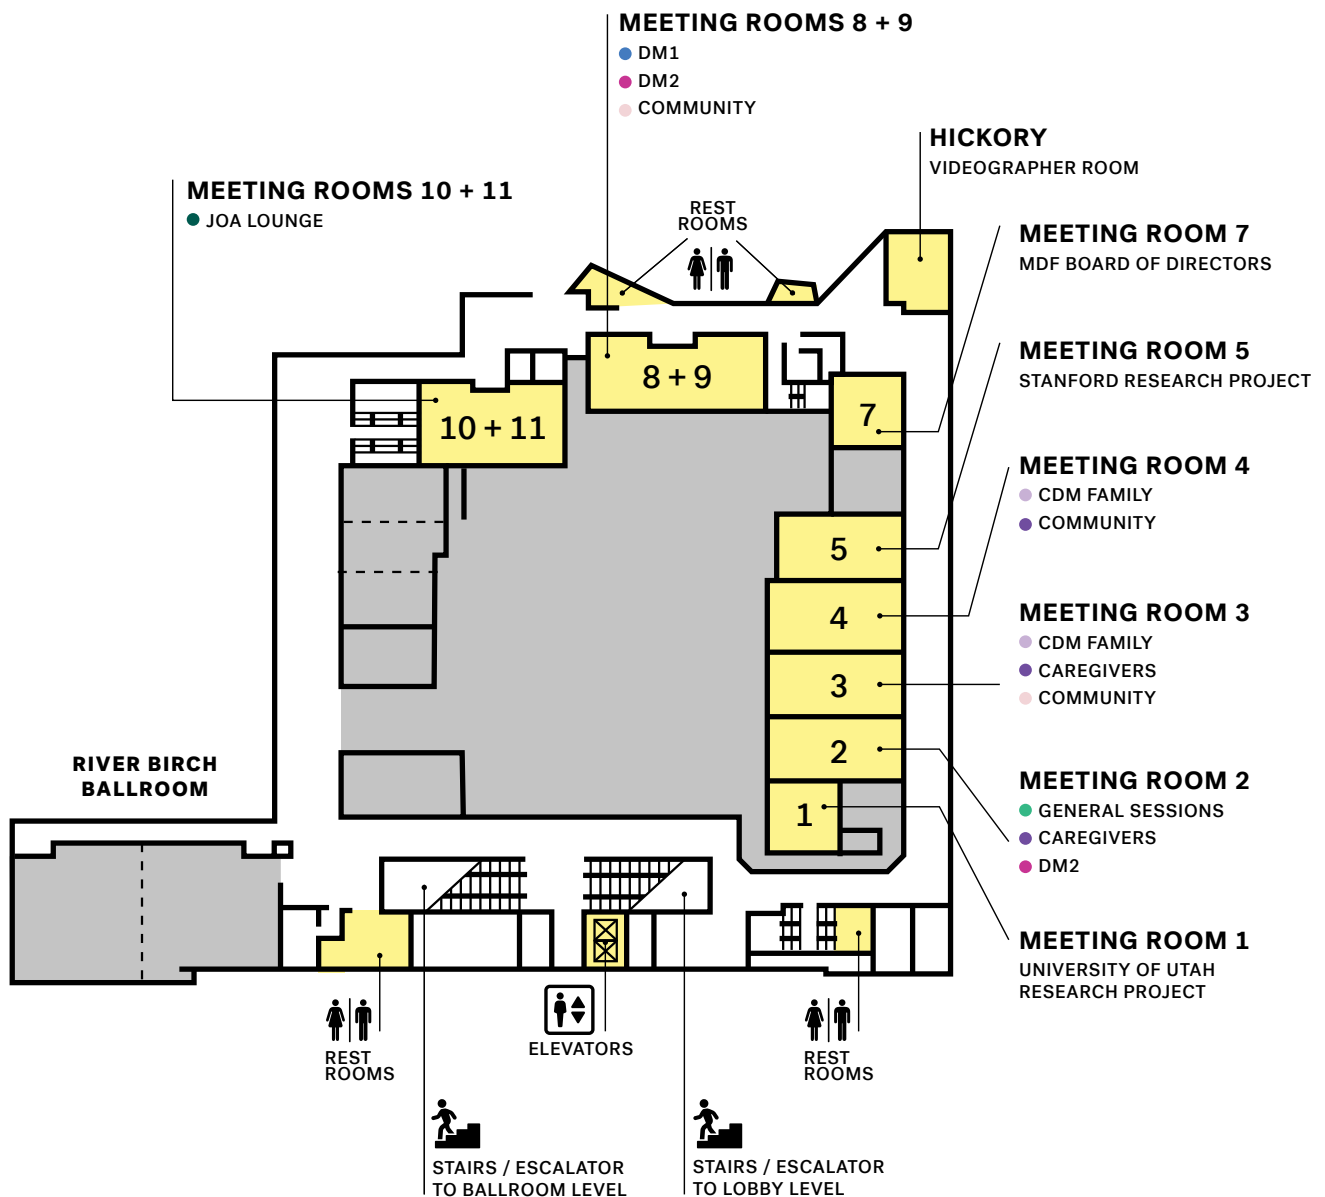 MEETING ROOMS 8 + 9
DM1
DM2
COMMUNITY
HICKORY
VIDEOGRAPHER ROOM
MEETING ROOMS 10 + 11
JOA LOUNGE
REST
ROOMS
MEETING ROOM 7
MDF BOARD OF DIRECTORS
MEETING ROOM 5
STANFORD RESEARCH PROJECT
8 + 9
7
10 + 11
MEETING ROOM 4
CDM FAMILY
COMMUNITY
5
4
MEETING ROOM 3
CDM FAMILY
CAREGIVERS
COMMUNITY
3
2
1
RIVER BIRCH
BALLROOM
MEETING ROOM 2
GENERAL SESSIONS
CAREGIVERS
DM2
MEETING ROOM 1
UNIVERSITY OF UTAH
RESEARCH PROJECT
REST
ROOMS
ELEVATORS
REST
ROOMS
STAIRS / ESCALATOR
TO BALLROOM LEVEL
STAIRS / ESCALATOR
TO LOBBY LEVEL